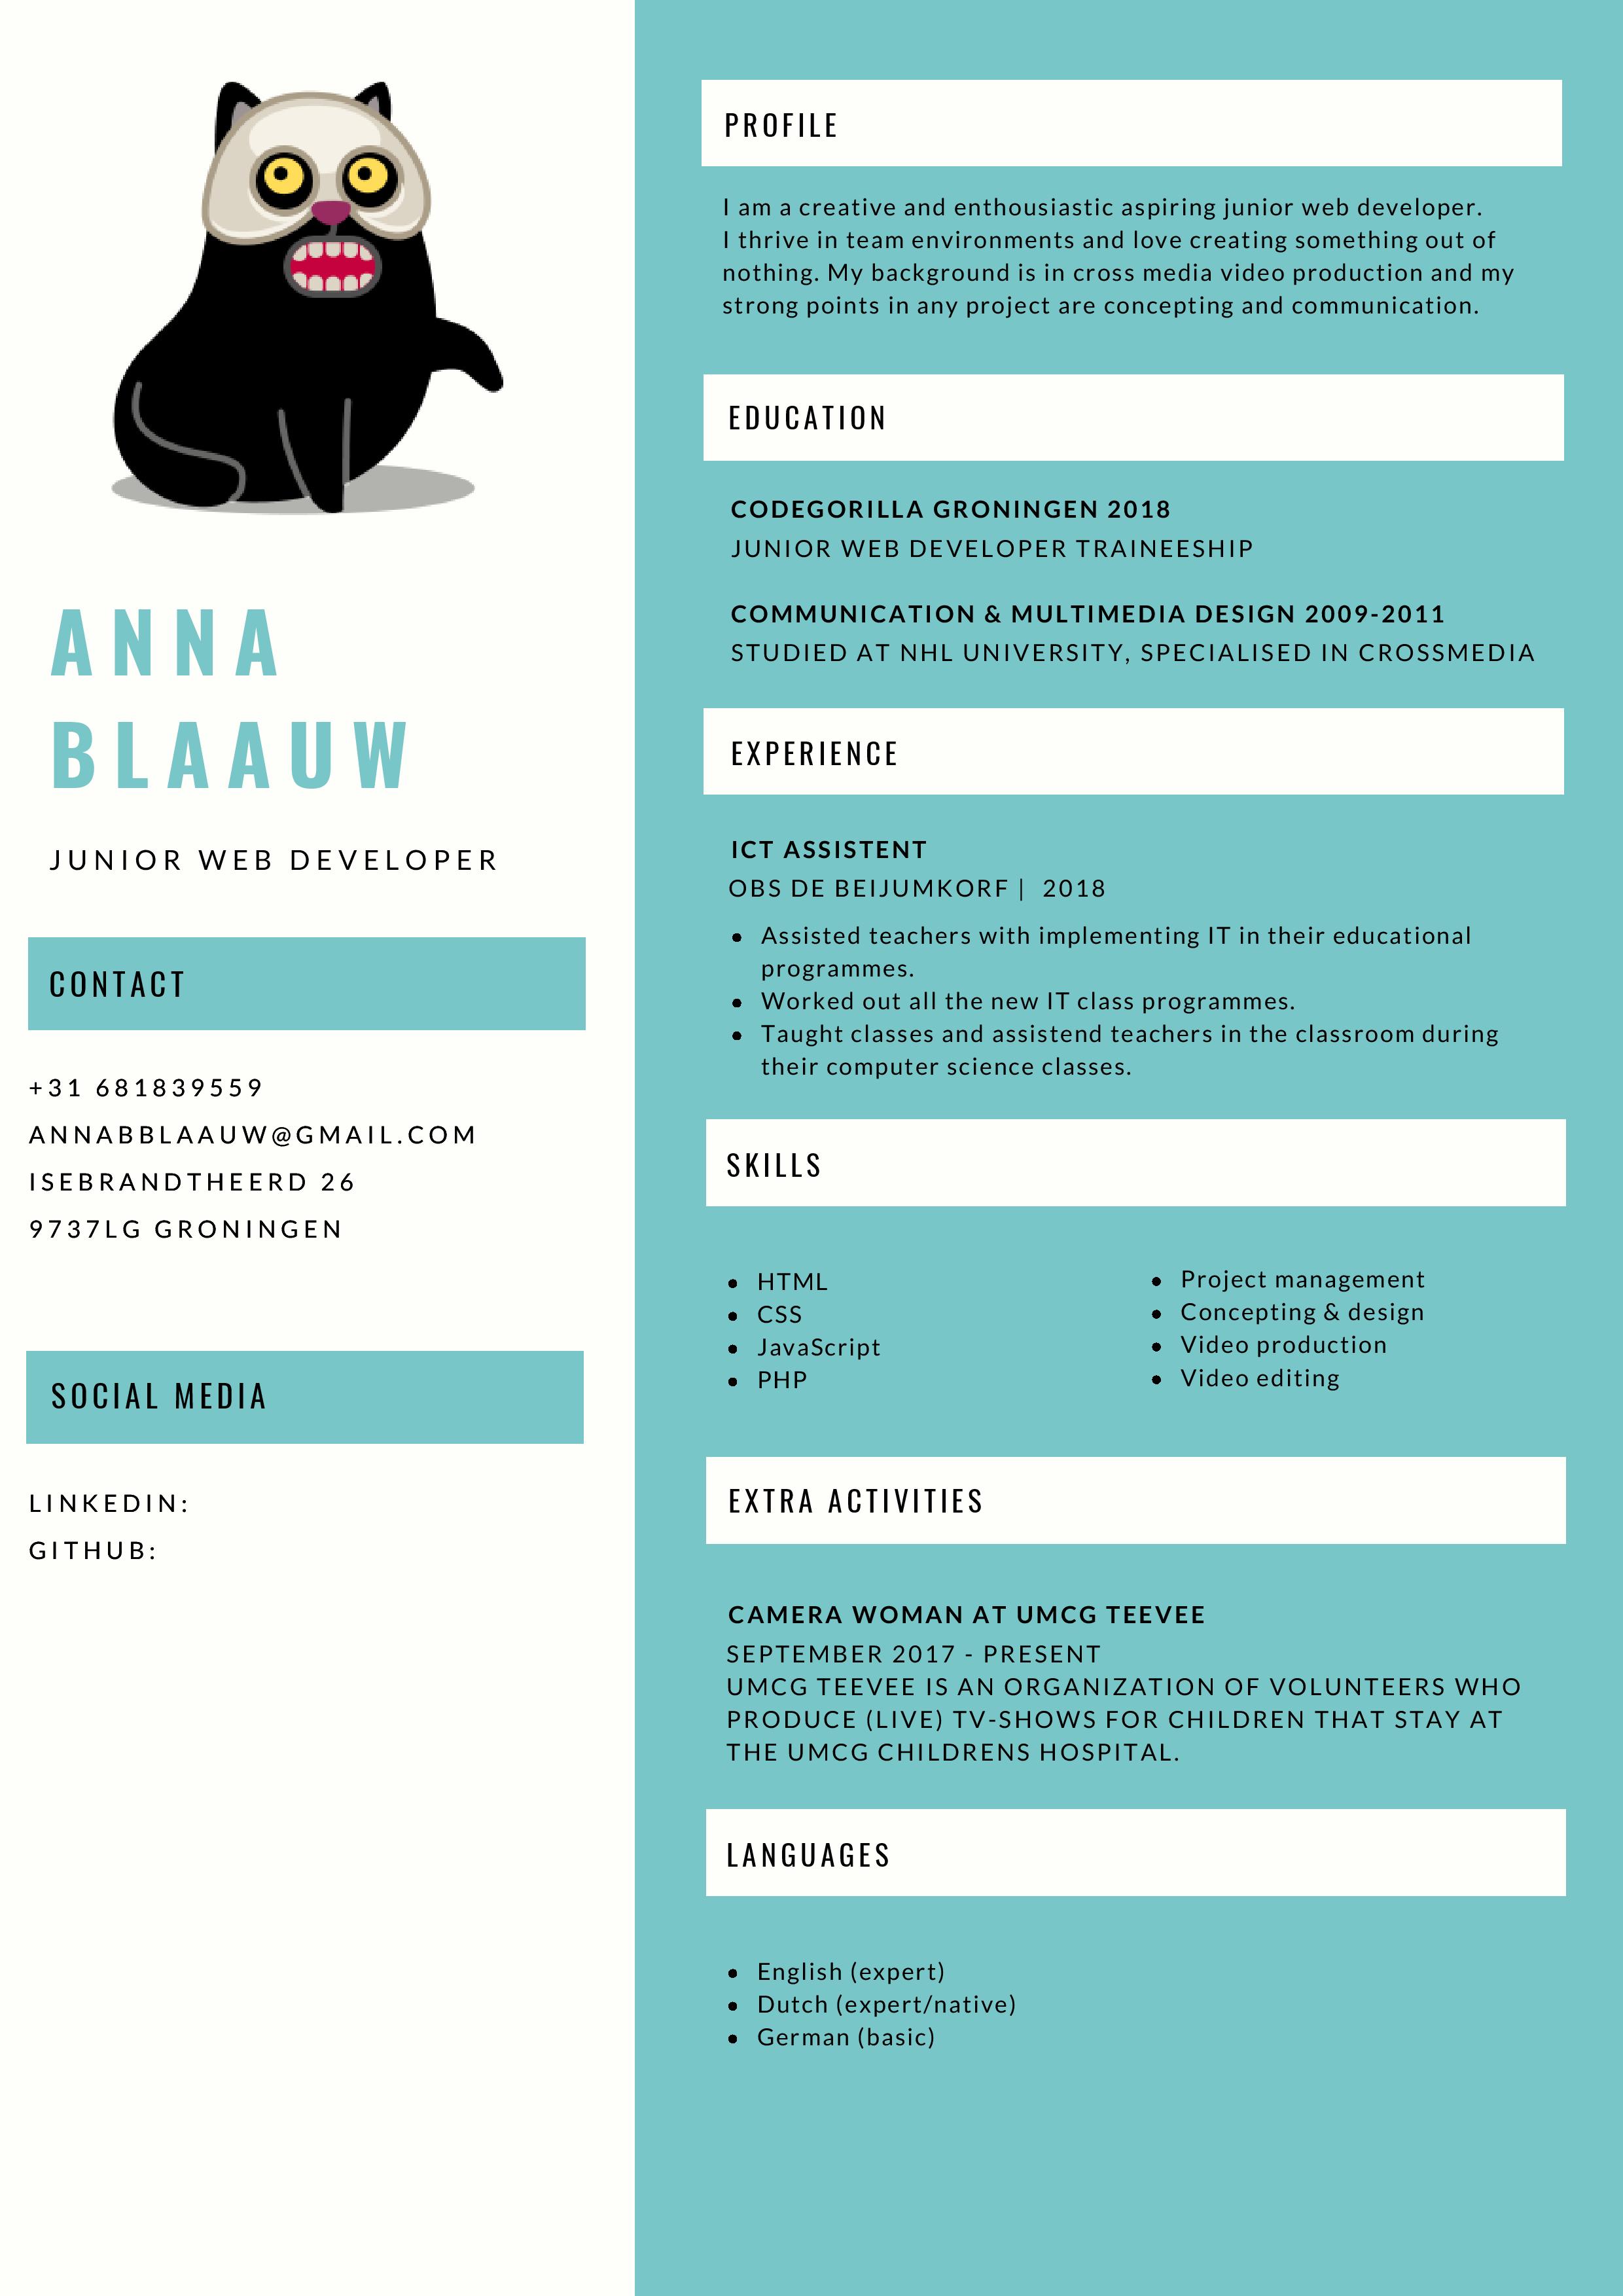 ANNA
BLAAUW
JUNIOR WEB DEVELOPER
CONTACT
+31 681839559
ANNABBLAAUW@GMAIL.COM
ISEBRANDTHEERD 26
9737LG GRONINGEN
SOCIAL MEDIA
LINKEDIN:
GITHUB:
PROFILE
I am a creative and enthousiastic aspiring junior web developer.
I thrive in team environments and love creating something out of
nothing. My background is in cross media video production and my
strong points in any project are concepting and communication.
EDUCATION
CODEGORILLA GRONINGEN 2018
JUNIOR WEB DEVELOPER TRAINEESHIP
COMMUNICATION & MULTIMEDIA DESIGN 2009-2011
STUDIED AT NHL UNIVERSITY, SPECIALISED IN CROSSMEDIA
EXPERIENCE
ICT ASSISTENT
OBS DE BEIJUMKORF | 2018
• Assisted teachers with implementing IT in their educational
programmes.
• Worked out all the new IT class programmes.
• Taught classes and assistend teachers in the classroom during
their computer science classes.
SKILLS
• HTML
• CSS
• JavaScript
• PHP
• Project management
• Concepting & design
• Video production
• Video editing
EXTRA ACTIVITIES
CAMERA WOMAN AT UMCG TEEVEE
SEPTEMBER 2017 - PRESENT
UMCG TEEVEE IS AN ORGANIZATION OF VOLUNTEERS WHO
PRODUCE (LIVE) TV-SHOWS FOR CHILDREN THAT STAY AT
THE UMCG CHILDRENS HOSPITAL.
LANGUAGES
• English (expert)
• Dutch (expert/native)
• German (basic)